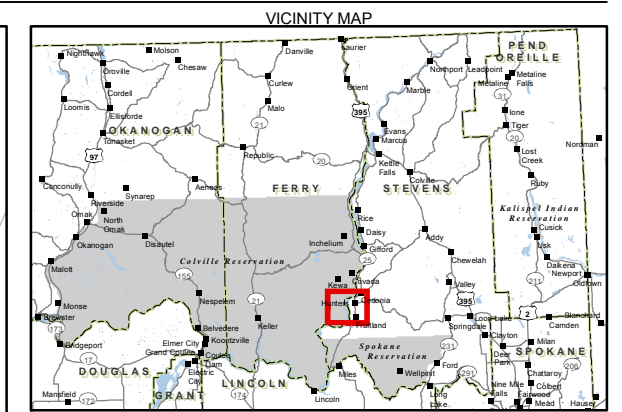 VICINITY MAP
Nighthawk
Molson
Chesaw
Oroville
Cordell
Ellisforde
Loomis
OKANOGAN
Tonasket
97
Conconully
Synarep
Aeneas
Riverside
Omak
North
Omak
Okanogan
Disautel
Malott
Monse
Brewster
173
Bridgeport
17
DOUGLAS
Mansfield
172
Danville
Laurier
Curlew
Malo
21
Orient
395
Republic
20
FERRY
STEVENS
Northport
Leadpoint
Marble
Evans
Marcus
Kettle
Falls
Colville
Rice
Daisy
Gifford
25
Inchelium
Addy
Chewelah
Colville Reservation
155
Nespelem
21
Keller
Belvedere
Koontzville
Elmer City
Grand Coulee
Coulee
Dam
Electric
City
GRANT
LINCOLN
174
Lincoln
Kewa
Covada
Hunters
Cedonia
Fruitland
Valley
395
Springdale
Loon Lake
Spokane
Reservation
231
Miles
Wellpinit
Ford
291
Long
Lake
PEND
OREILLE
Metaline
Metaline
Falls
31
Ione
Tiger
20
Lost
Creek
Ruby
Nordman
Kalispel Indian
Reservation
Cusick
Usk
Dalkena
Newport
211
Oldtown
2
Blanchard
Camden
Clayton
Milan
Deer
Park
SPOKANE
206
Chattaroy
Colbert
Nine Mile
Falls
Fairwood
Mead
Hauser